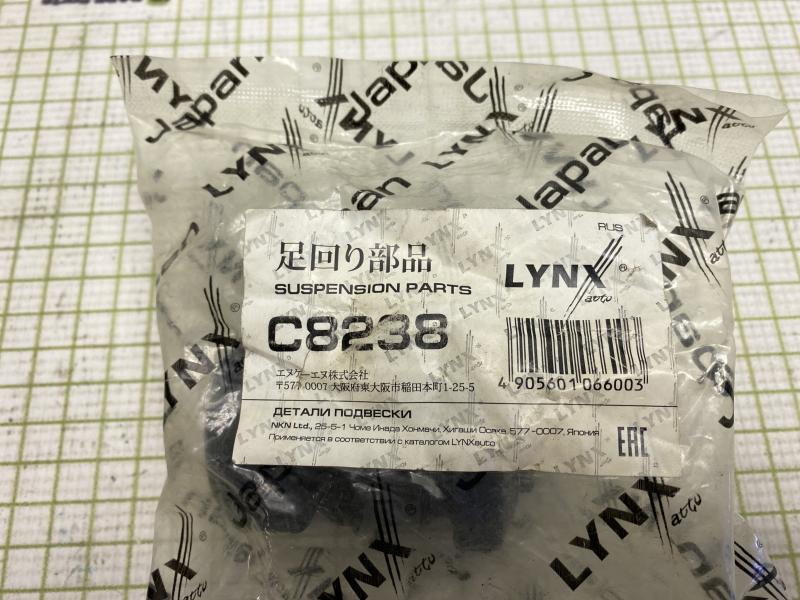 LYNX auto
Japan
RUS
足回り部品
SUSPENSION PARTS
LYNX®
auto
C8238
エヌケーエヌ株式会社
〒577-0007 大阪府東大阪市稲田本町1-25-5
4 905601 066003
ДЕТАЛИ ПОДВЕСКИ
NKN Ltd., 25-5-1 Чоме Инада Хонмачи, Хигаши Осака 577-0007, Япония
Применяется в соответствии с каталогом LYNXauto
EAC
LYNX
auto